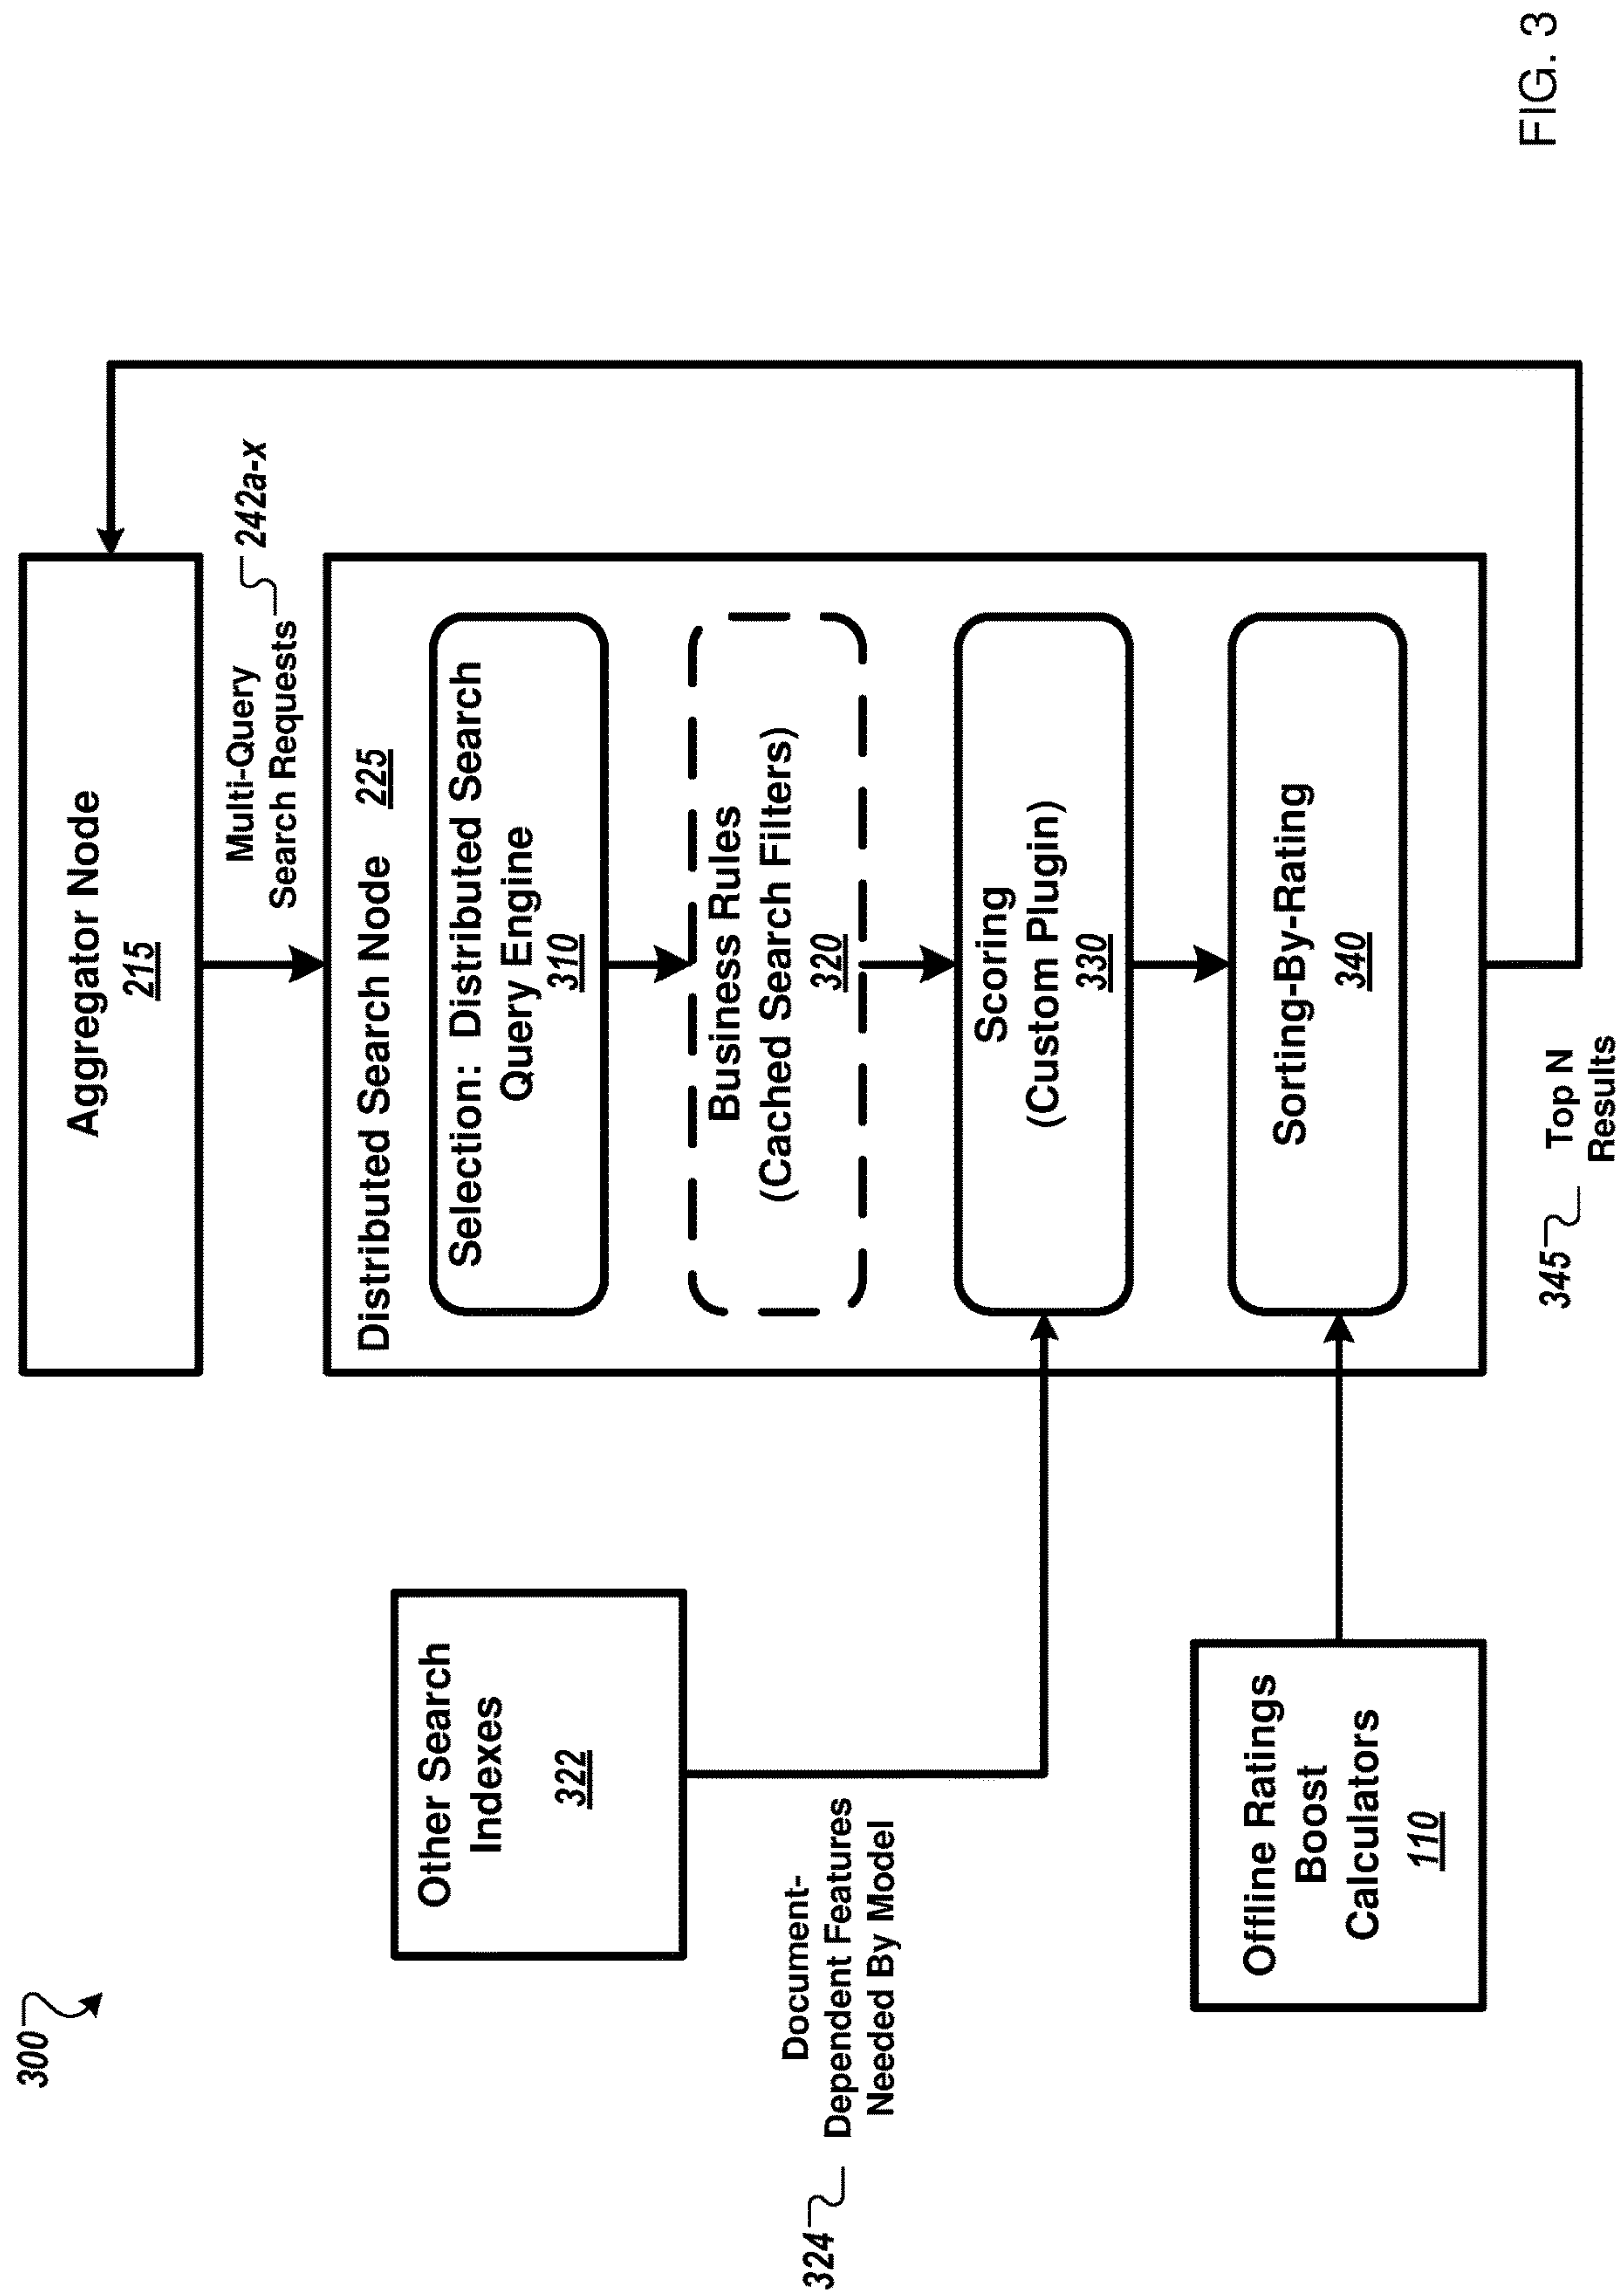 300
Aggregator Node
215
Multi-Query
Search Requests
242a-x
Distributed Search Node 225
Selection: Distributed Search
Query Engine
310
Business Rules
(Cached Search Filters)
320
Scoring
(Custom Plugin)
330
Sorting-By-Rating
340
Other Search
Indexes
322
324
Document-
Dependent Features
Needed By Model
Offline Ratings
Boost
Calculators
110
345
Top N
Results
FIG. 3